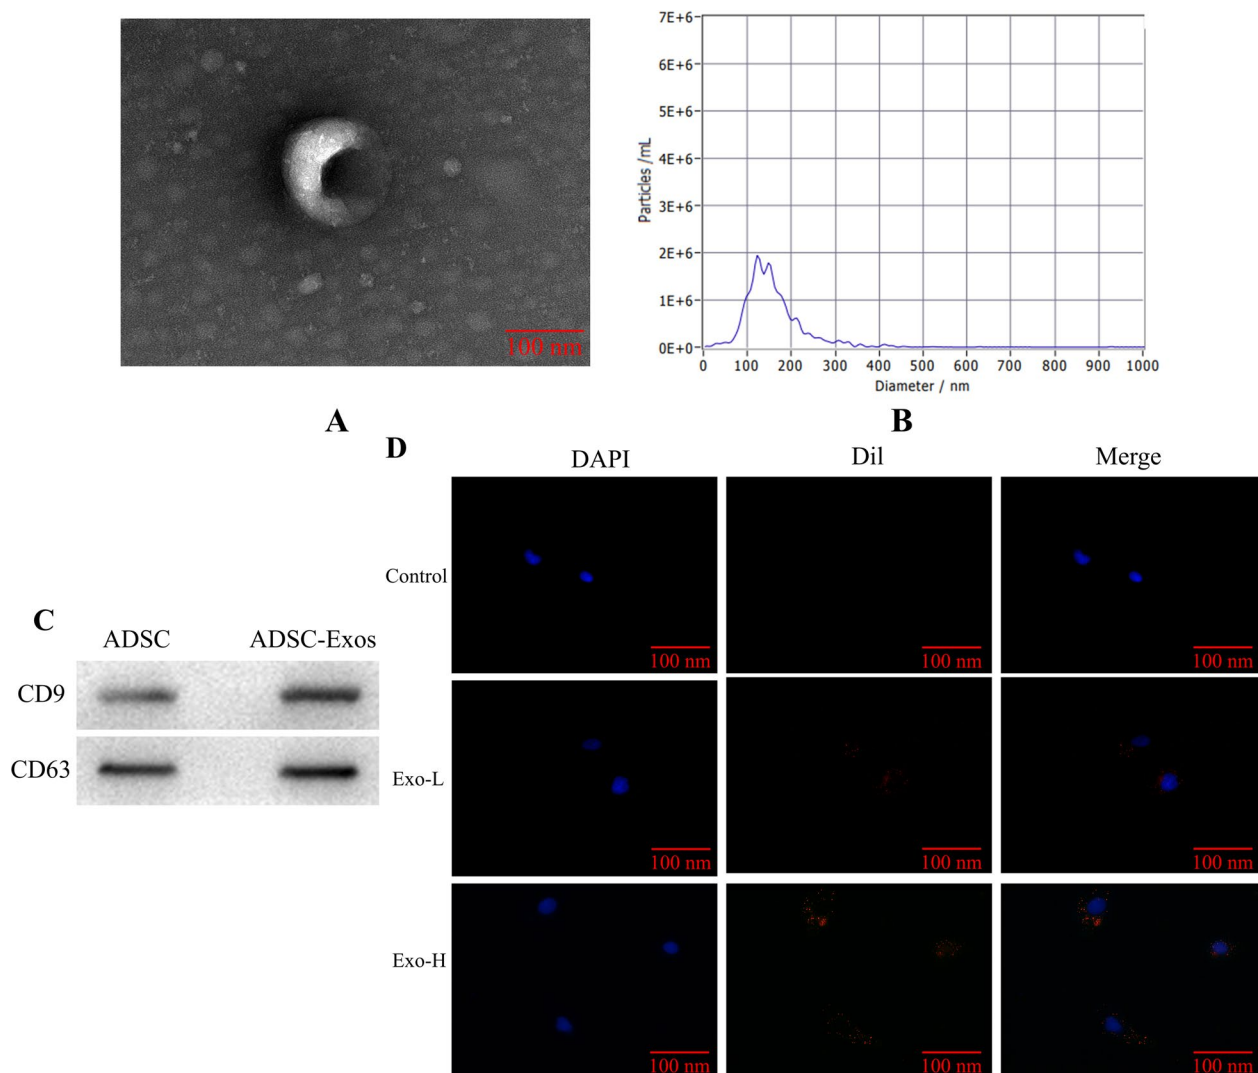 100 nm
A
7E+6
6E+6
5E+6
4E+6
3E+6
2E+6
1E+6
0E+0
Particles /mL
0 100 200 300 400 500 600 700 800 900 1000
Diameter / nm
B
C
ADSC ADSC-Exos
CD9
CD63
D
DAPI Dil Merge
Control
100 nm 100 nm 100 nm
Exo-L
100 nm 100 nm 100 nm
Exo-H
100 nm 100 nm 100 nm